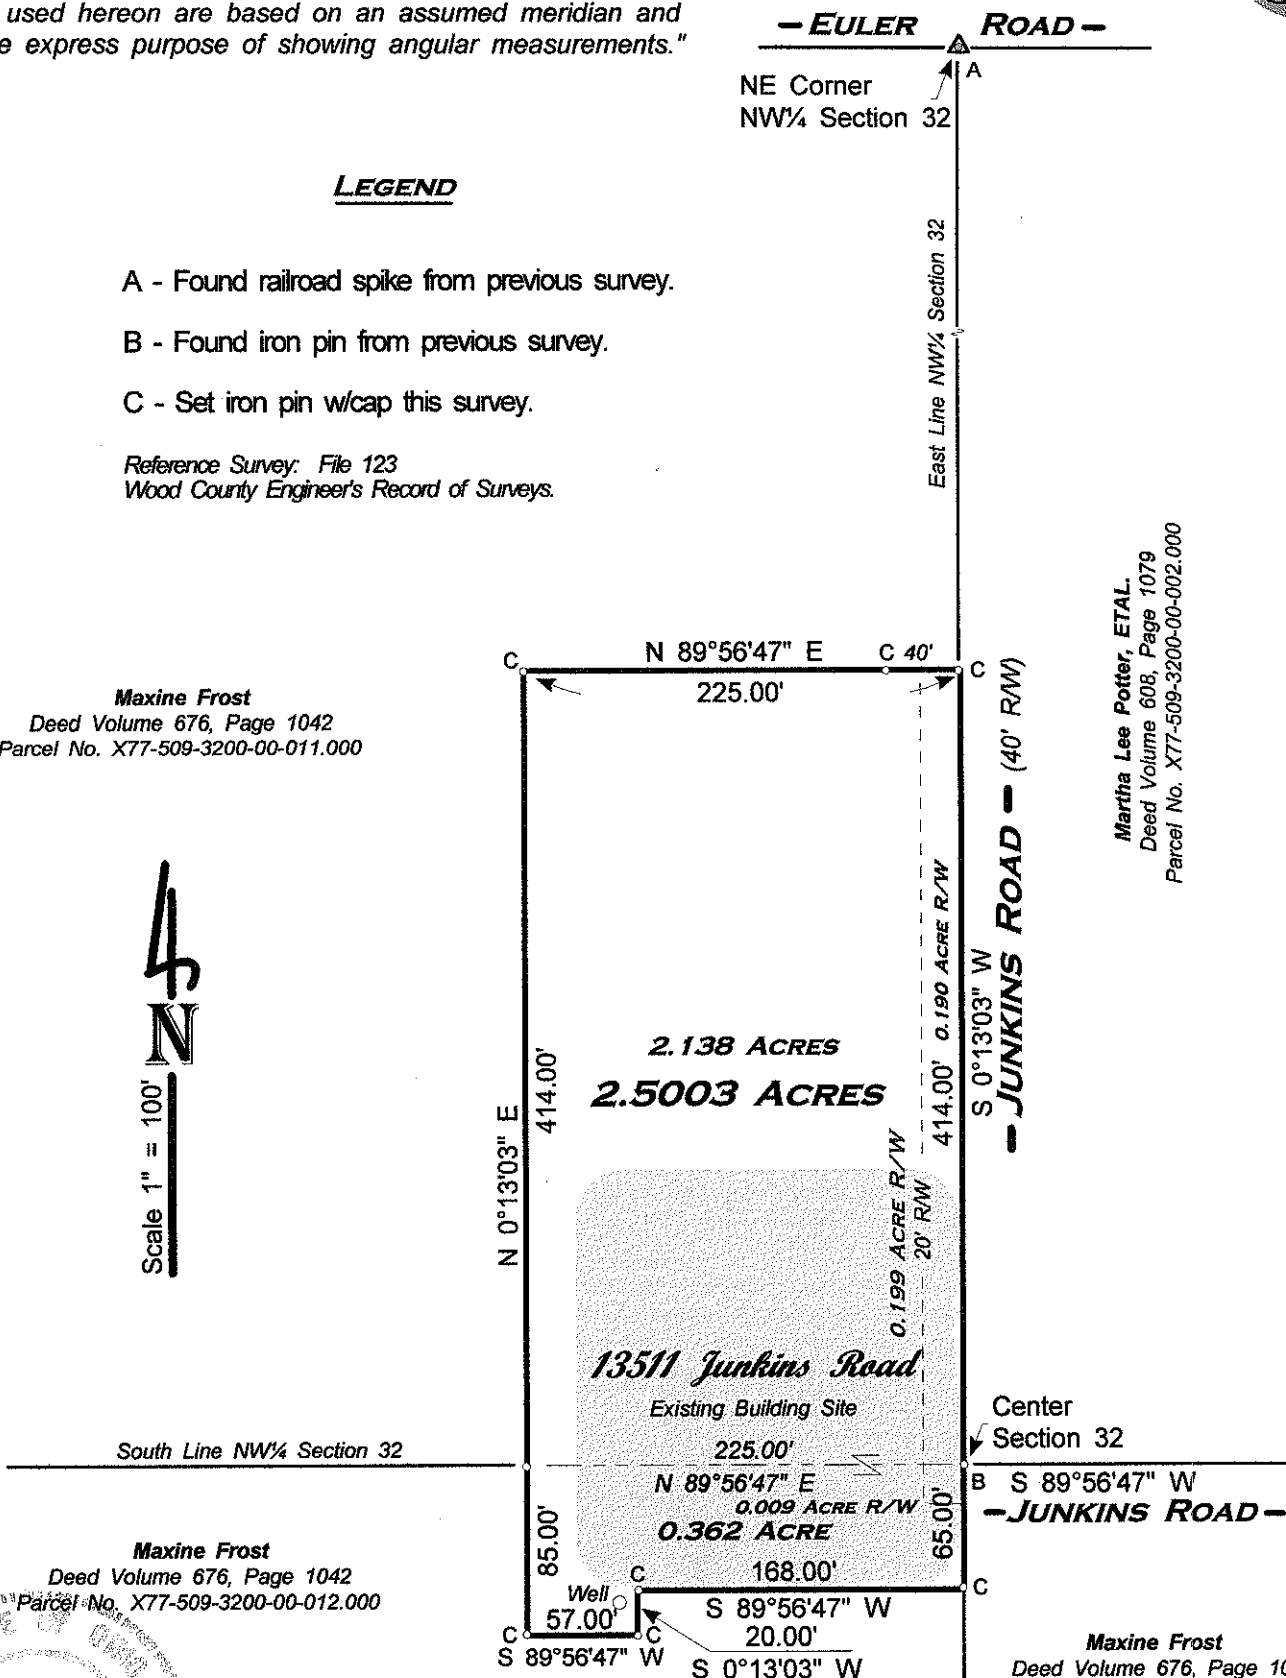 used hereon are based on an assumed meridian and
e express purpose of showing angular measurements."
– EULER ROAD –
A
NE Corner
NW¼ Section 32
LEGEND
A - Found railroad spike from previous survey.
B - Found iron pin from previous survey.
C - Set iron pin w/cap this survey.
Reference Survey: File 123
Wood County Engineer's Record of Surveys.
East Line NW¼ Section 32
Martha Lee Potter, ETAL.
Deed Volume 608, Page 1079
Parcel No. X77-509-3200-00-002.000
C
N 89°56'47" E
C 40'
C
225.00'
Maxine Frost
Deed Volume 676, Page 1042
Parcel No. X77-509-3200-00-011.000
– JUNKINS ROAD – (40' R/W)
S 0°13'03" W
414.00'
0.190 ACRE R/W
N
Scale 1" = 100'
2.138 ACRES
2.5003 ACRES
414.00'
N 0°13'03" E
0.199 ACRE R/W
20' R/W
13511 Junkins Road
Existing Building Site
Center
Section 32
South Line NW¼ Section 32
225.00'
N 89°56'47" E
B
S 89°56'47" W
0.009 ACRE R/W
– JUNKINS ROAD –
0.362 ACRE
65.00'
85.00'
Maxine Frost
Deed Volume 676, Page 1042
Parcel No. X77-509-3200-00-012.000
168.00'
C
C
Well
S 89°56'47" W
57.00'
C
C
20.00'
S 89°56'47" W
S 0°13'03" W
Maxine Frost
Deed Volume 676, Page